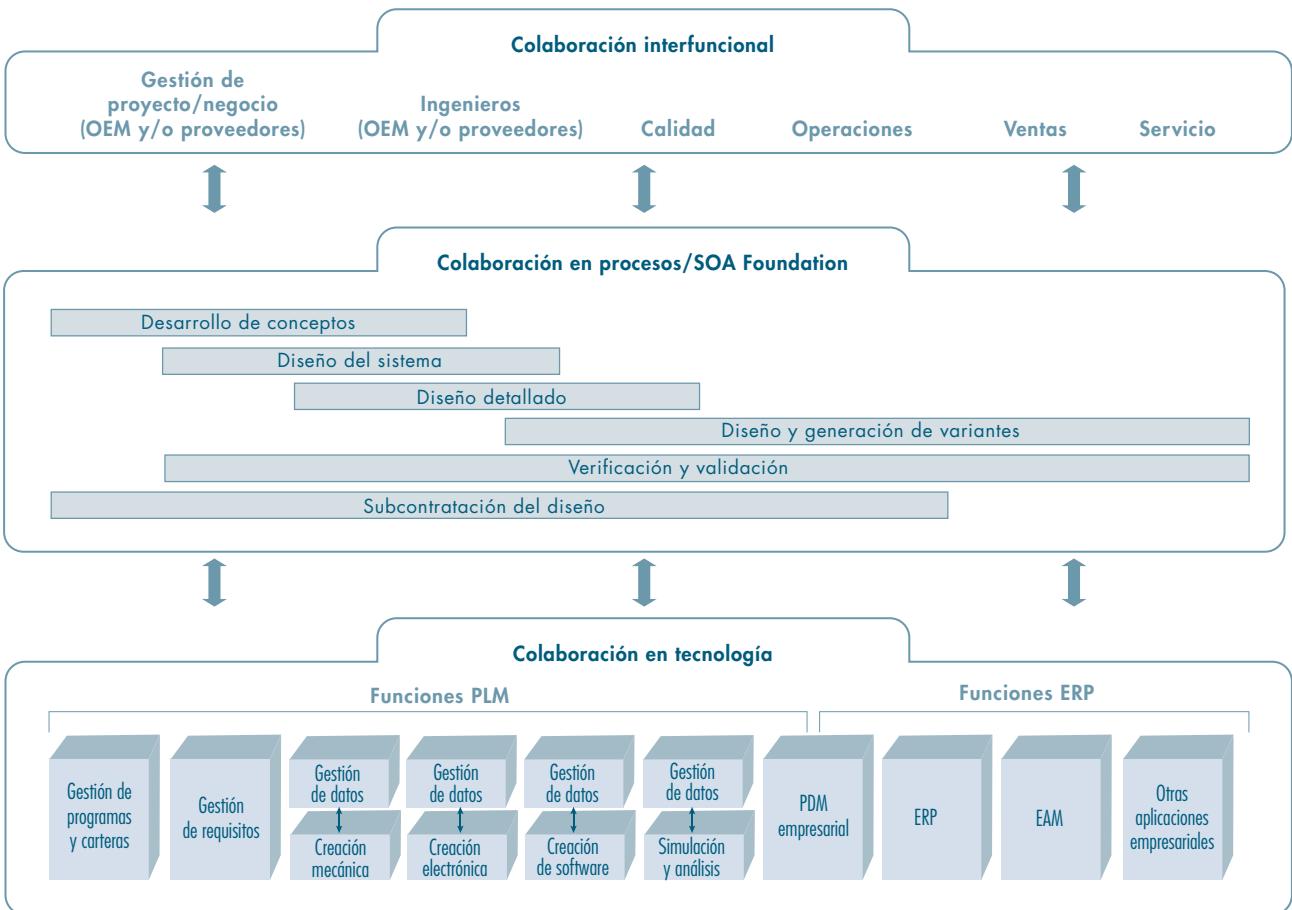 Colaboración interfuncional
Gestión de
proyecto/negocio
(OEM y/o proveedores)
Ingenieros
(OEM y/o proveedores)
Calidad
Operaciones
Ventas
Servicio
Colaboración en procesos/SOA Foundation
Desarrollo de conceptos
Diseño del sistema
Diseño detallado
Diseño y generación de variantes
Verificación y validación
Subcontratación del diseño
Colaboración en tecnología
Funciones PLM
Funciones ERP
Gestión de
programas
y carteras
Gestión
de requisitos
Gestión
de datos
Creación
mecánica
Gestión
de datos
Creación
electrónica
Gestión
de datos
Creación
de software
Gestión
de datos
Simulación
y análisis
PDM
empresarial
ERP
EAM
Otras
aplicaciones
empresariales